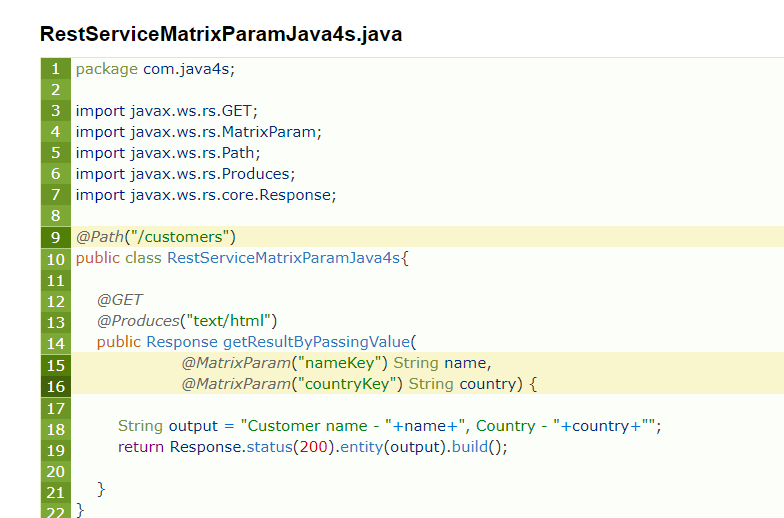 RestServiceMatrixParamJava4s.java
1 package com.java4s;
2
3 import javax.ws.rs.GET;
4 import javax.ws.rs.MatrixParam;
5 import javax.ws.rs.Path;
6 import javax.ws.rs.Produces;
7 import javax.ws.rs.core.Response;
8
9 @Path("/customers")
10 public class RestServiceMatrixParamJava4s{
11
12 @GET
13 @Produces("text/html")
14 public Response getResultByPassingValue(
15 @MatrixParam("nameKey") String name,
16 @MatrixParam("countryKey") String country) {
17
18 String output = "Customer name - "+name+", Country - "+country+"";
19 return Response.status(200).entity(output).build();
20
21 }
22 }